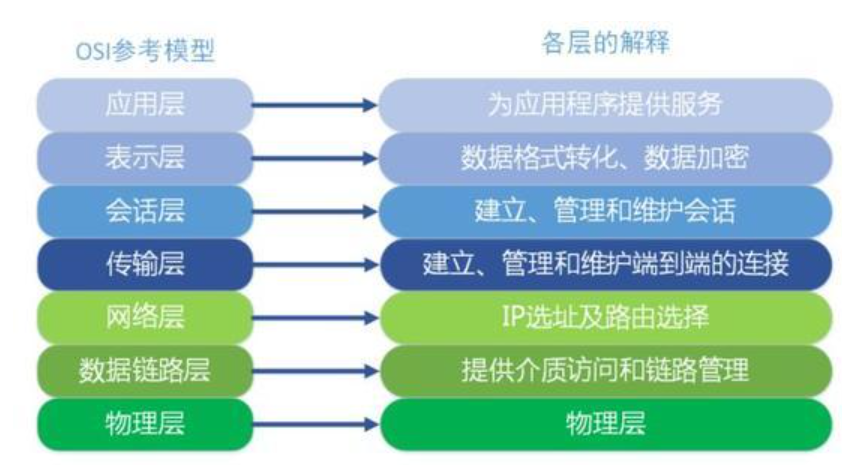 OSI参考模型 各层的解释
应用层 为应用程序提供服务
表示层 数据格式转化、数据加密
会话层 建立、管理和维护会话
传输层 建立、管理和维护端到端的连接
网络层 IP选址及路由选择
数据链路层 提供介质访问和链路管理
物理层 物理层